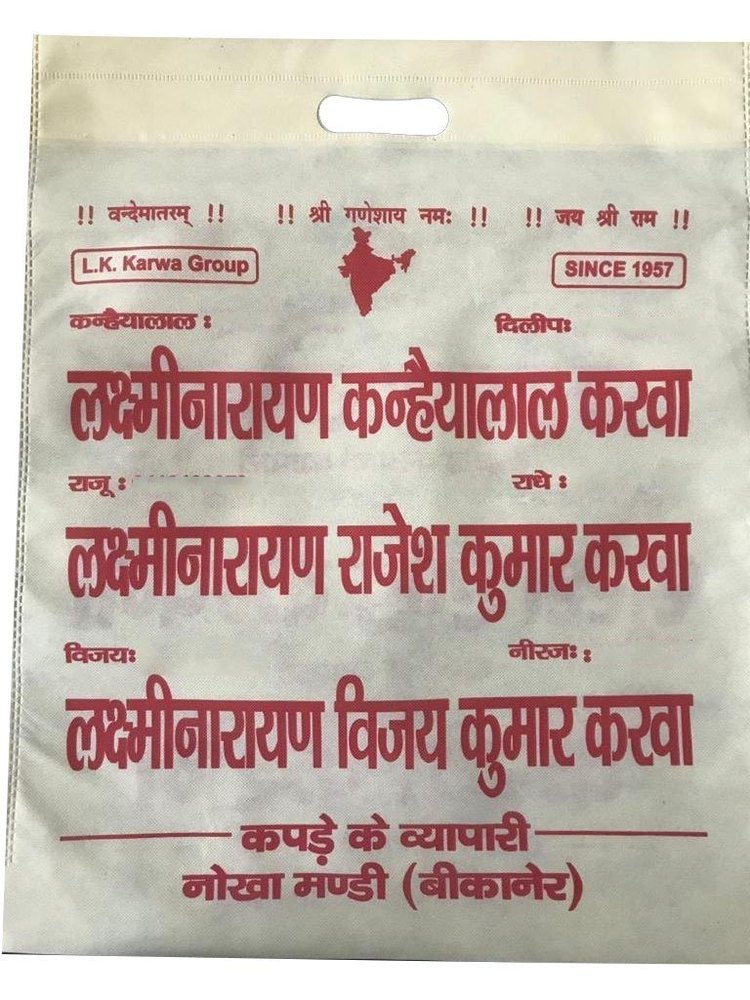 !! वन्देमातरम् !! !! श्री गणेशाय नमः !! !! जय श्री राम !!
L.K. Karwa Group SINCE 1957
कन्हैयालाल : दिलीपः
लक्ष्मीनारायण कन्हैयालाल करवा
राजू : राधे :
लक्ष्मीनारायण राजेश कुमार करवा
विजयः नीरजः :
लक्ष्मीनारायण विजय कुमार करवा
कपड़े के व्यापारी
नोखा मण्डी (बीकानेर)